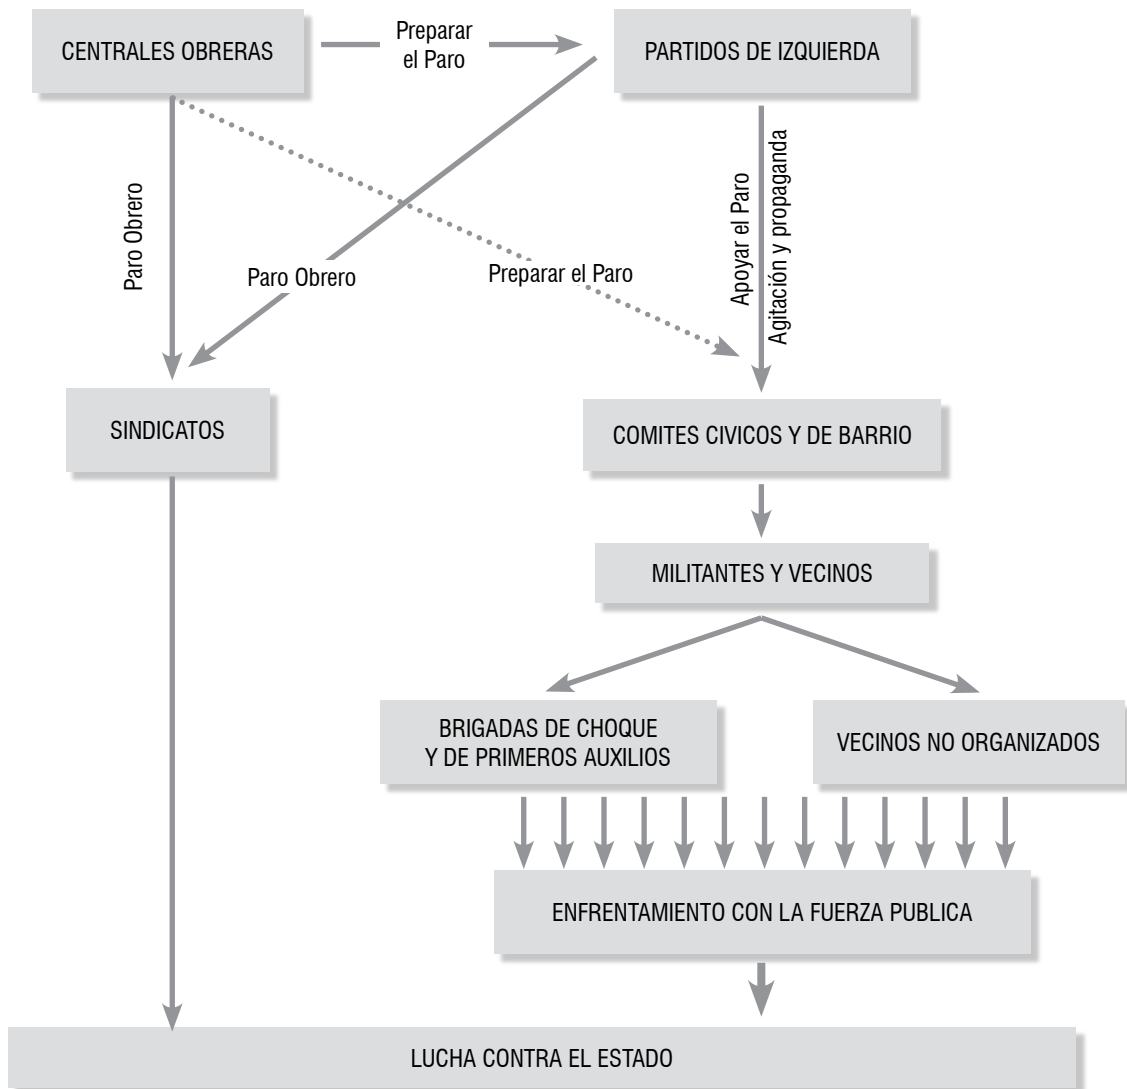 CENTRALES OBRERAS
Preparar
el Paro
PARTIDOS DE IZQUIERDA
Paro Obrero
Paro Obrero
Preparar el Paro
Apoyar el Paro
Agitación y propaganda
SINDICATOS
COMITES CIVICOS Y DE BARRIO
MILITANTES Y VECINOS
BRIGADAS DE CHOQUE
Y DE PRIMEROS AUXILIOS
VECINOS NO ORGANIZADOS
ENFRENTAMIENTO CON LA FUERZA PUBLICA
LUCHA CONTRA EL ESTADO